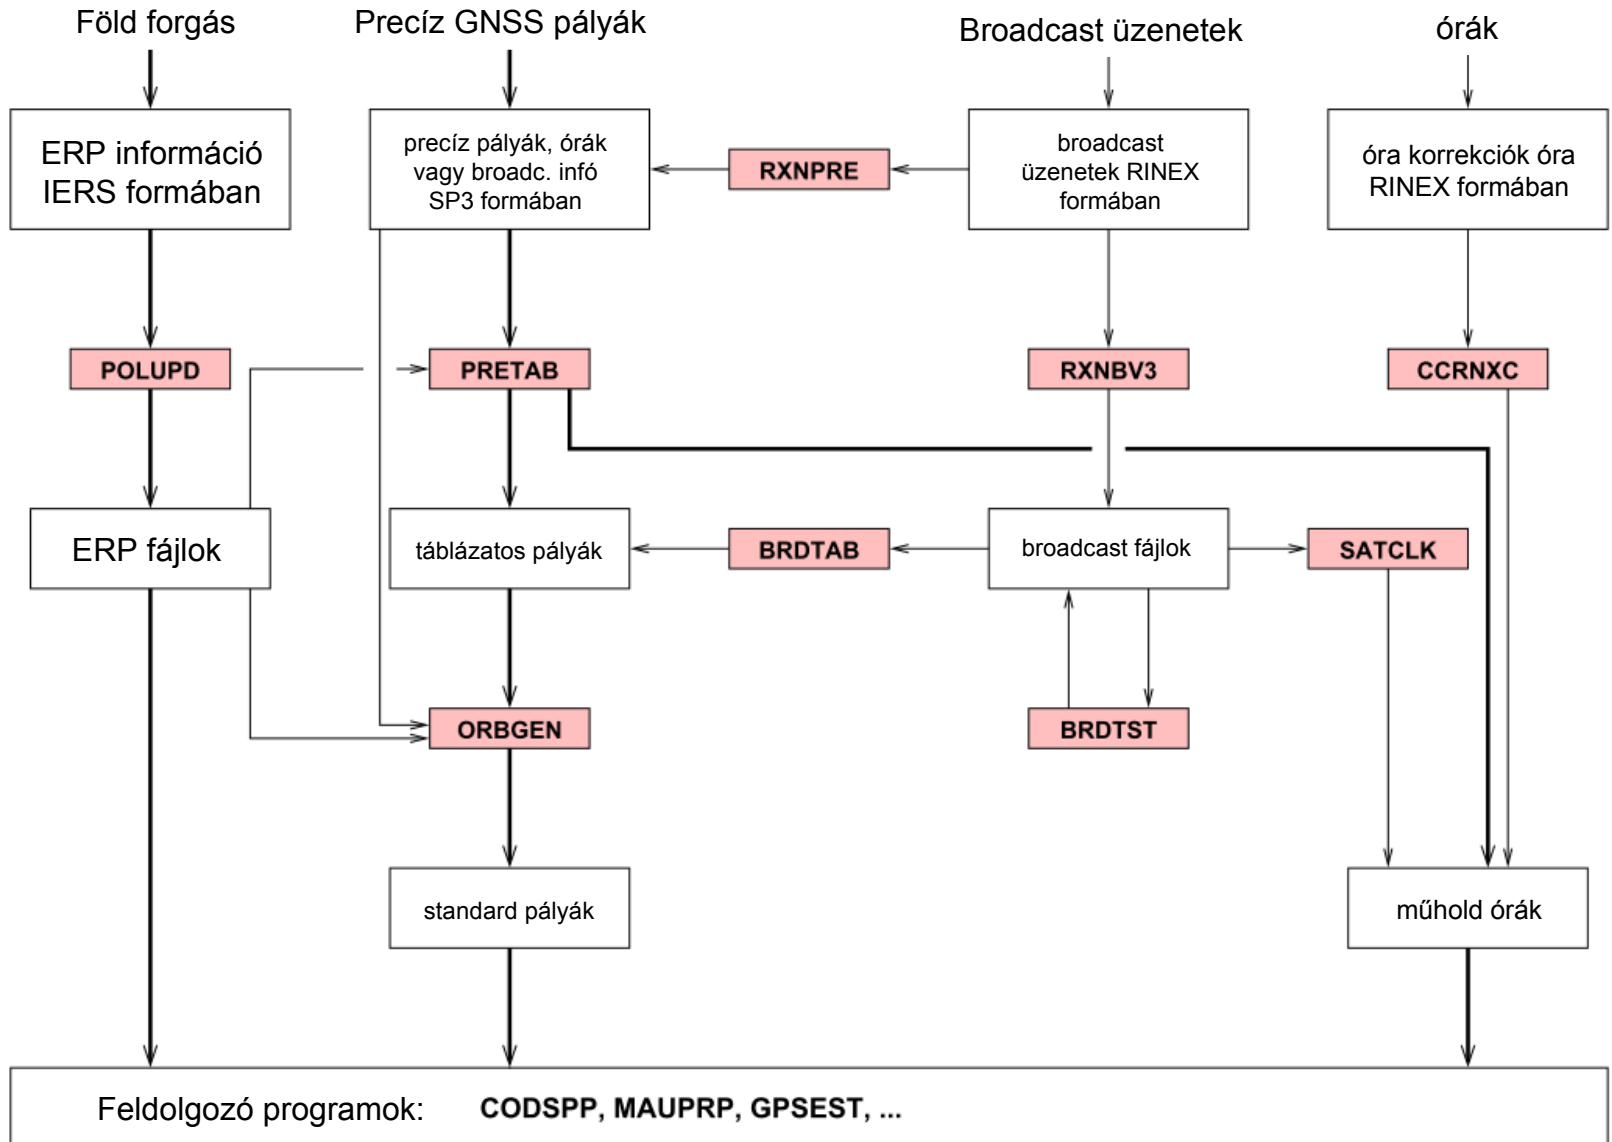 Föld forgás
Precíz GNSS pályák
Broadcast üzenetek
órák
ERP információ
IERS formában
precíz pályák, órák
vagy broadc. infó
SP3 formában
RXNPRE
broadcast
üzenetek RINEX
formában
óra korrekciók óra
RINEX formában
POLUPD
PRETAB
RXNBV3
CCRNXC
ERP fájlok
táblázatos pályák
BRDTAB
broadcast fájlok
SATCLK
ORBGEN
BRDTST
standard pályák
műhold órák
Feldolgozó programok: CODSPP, MAUPRP, GPSEST, ...